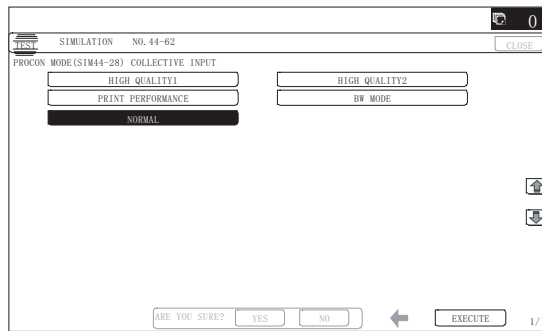 0
TEST SIMULATION NO.44-62 CLOSE
PROCON MODE(SIM44-28) COLLECTIVE INPUT
HIGH QUALITY1 HIGH QUALITY2
PRINT PERFORMANCE BW MODE
NORMAL
ARE YOU SURE? YES NO EXECUTE 1/